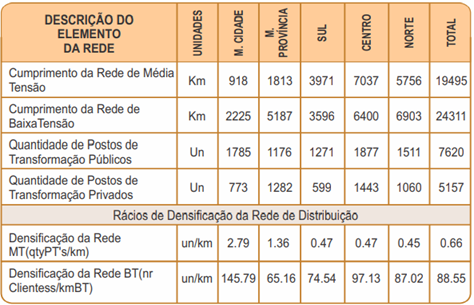 DESCRIÇÃO DO ELEMENTO DA REDE UNIDADES M. CIDADE M. PROVÍNCIA SUL CENTRO NORTE TOTAL
Cumprimento da Rede de Média Tensão Km 918 1813 3971 7037 5756 19495
Cumprimento da Rede de BaixaTensão Km 2225 5187 3596 6400 6903 24311
Quantidade de Postos de Transformação Públicos Un 1785 1176 1271 1877 1511 7620
Quantidade de Postos de Transformação Privados Un 773 1282 599 1443 1060 5157
Rácios de Densificação da Rede de Distribuição
Densificação da Rede MT(qtyPT's/km) un/km 2.79 1.36 0.47 0.47 0.45 0.66
Densificação da Rede BT(nr Clientess/kmBT) un/km 145.79 65.16 74.54 97.13 87.02 88.55